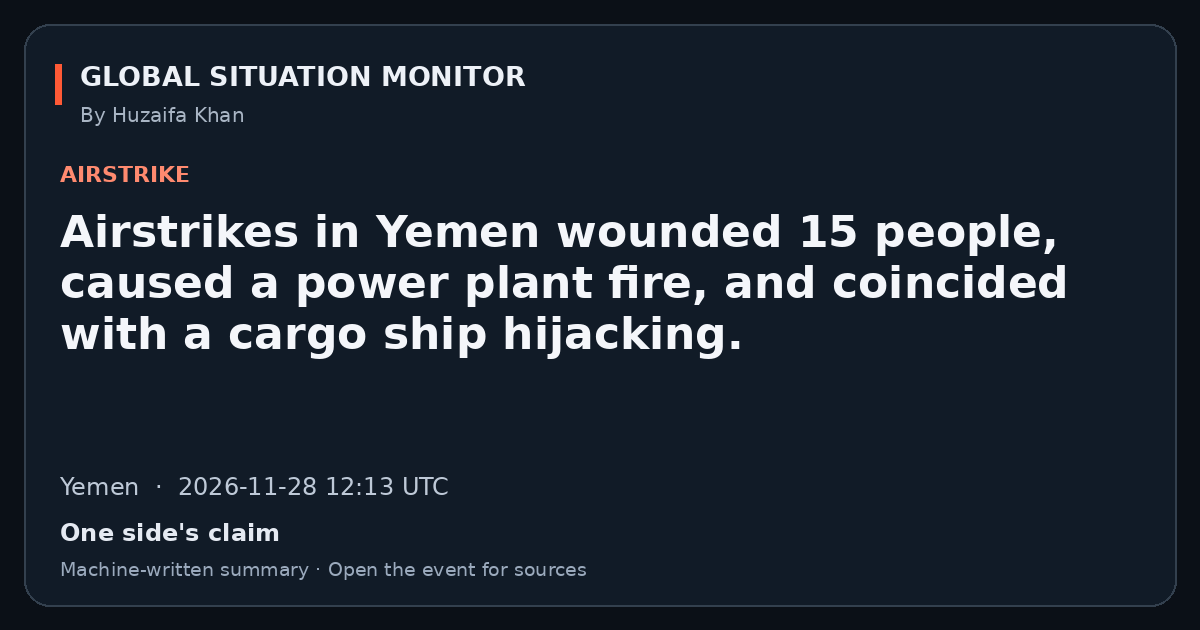 GLOBAL SITUATION MONITOR
By Huzaifa Khan
AIRSTRIKE
Airstrikes in Yemen wounded 15 people,
caused a power plant fire, and coincided
with a cargo ship hijacking.
Yemen · 2026-11-28 12:13 UTC
One side's claim
Machine-written summary · Open the event for sources